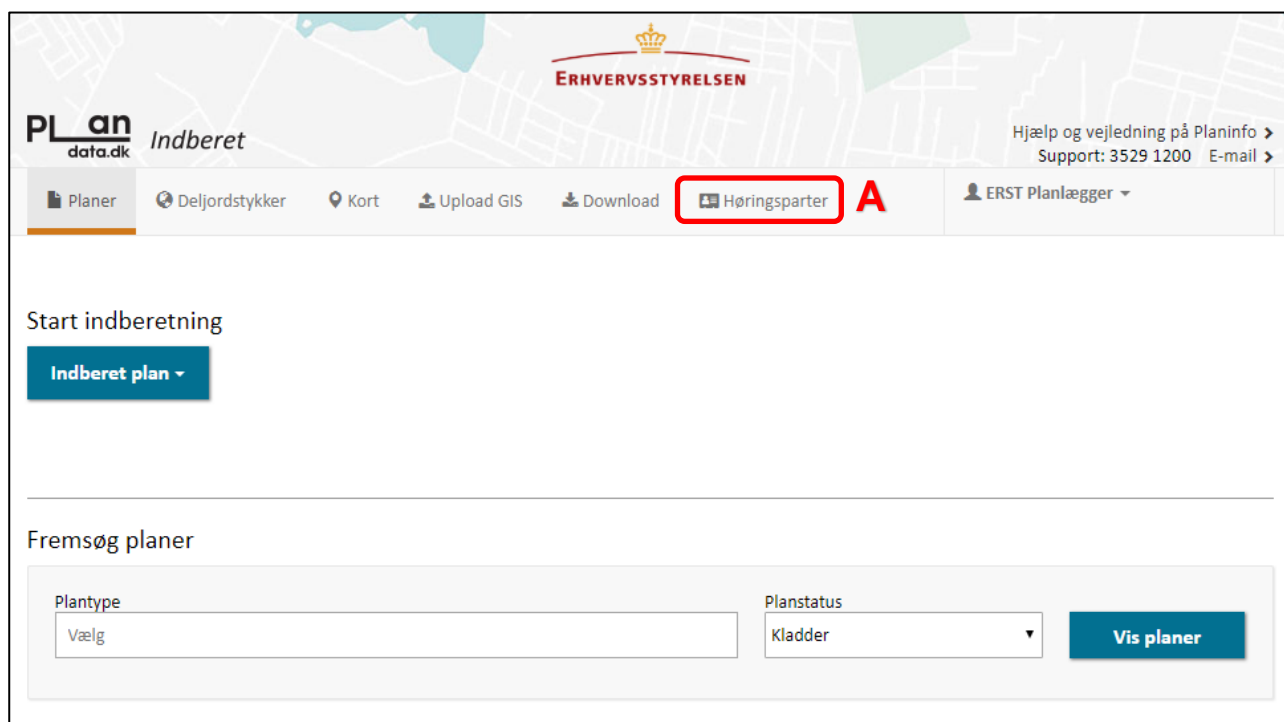 ERHVERVSSTYRELSEN
PLan
data.dk
Indberet
Hjælp og vejledning på Planinfo >
Support: 3529 1200 E-mail >
Planer Deljordstykker Kort Upload GIS Download Høringsparter A ERST Planlægger
Start indberetning
Indberet plan
Fremsøg planer
Plantype Planstatus
Vælg Kladder Vis planer